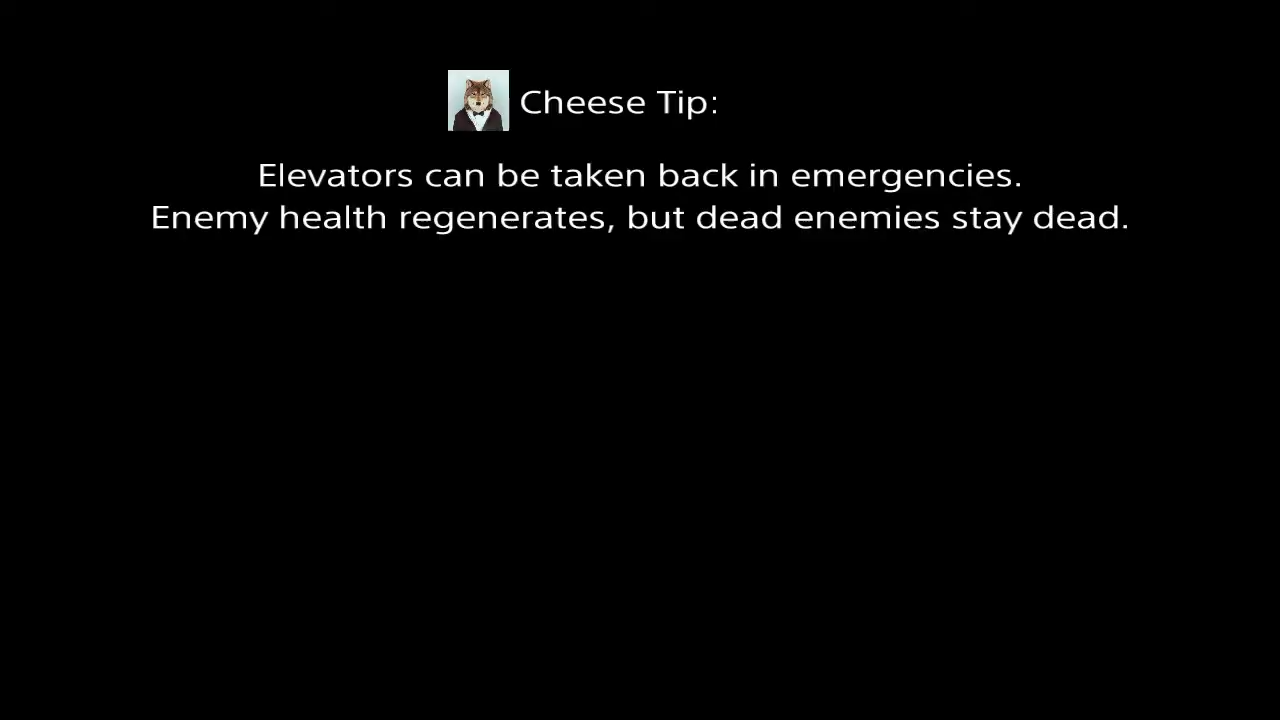 Cheese Tip:
Elevators can be taken back in emergencies.
Enemy health regenerates, but dead enemies stay dead.